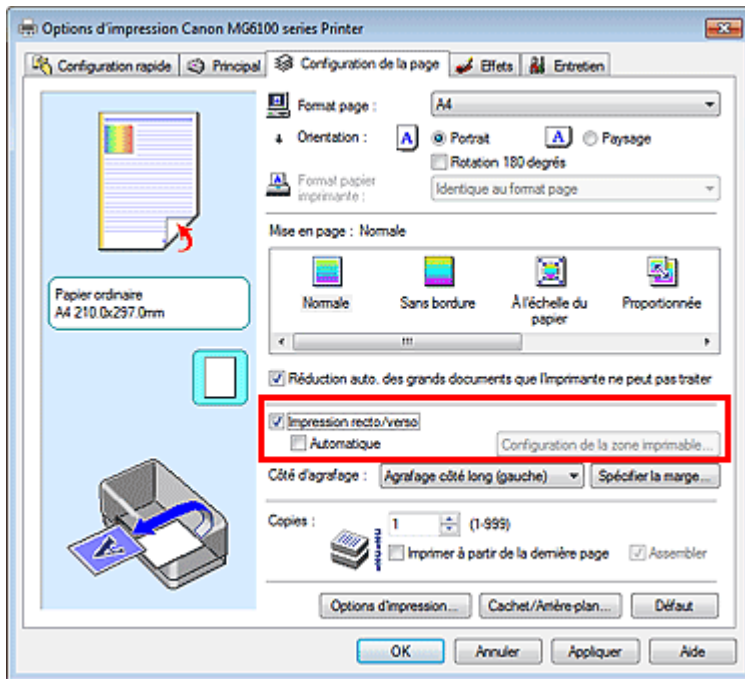 Options d'impression Canon MG6100 series Printer
Configuration rapide
Principal
Configuration de la page
Effets
Entretien
Format page :
A4
Orientation :
A
Portrait
A
Paysage
Rotation 180 degrés
Format papier
imprimante :
Identique au format page
Mise en page : Normale
Normale
Sans bordure
À l'échelle du
papier
Proportionnée
Papier ordinaire
A4 210.0x297.0mm
Réduction auto. des grands documents que l'imprimante ne peut pas traiter
Impression recto/verso
Automatique
Configuration de la zone imprimable...
Côté d'agrafage :
Agrafage côté long (gauche)
Spécifier la marge...
Copies :
1
(1-999)
Imprimer à partir de la dernière page
Assembler
Options d'impression...
Cachet/Arrière-plan...
Défaut
OK
Annuler
Appliquer
Aide